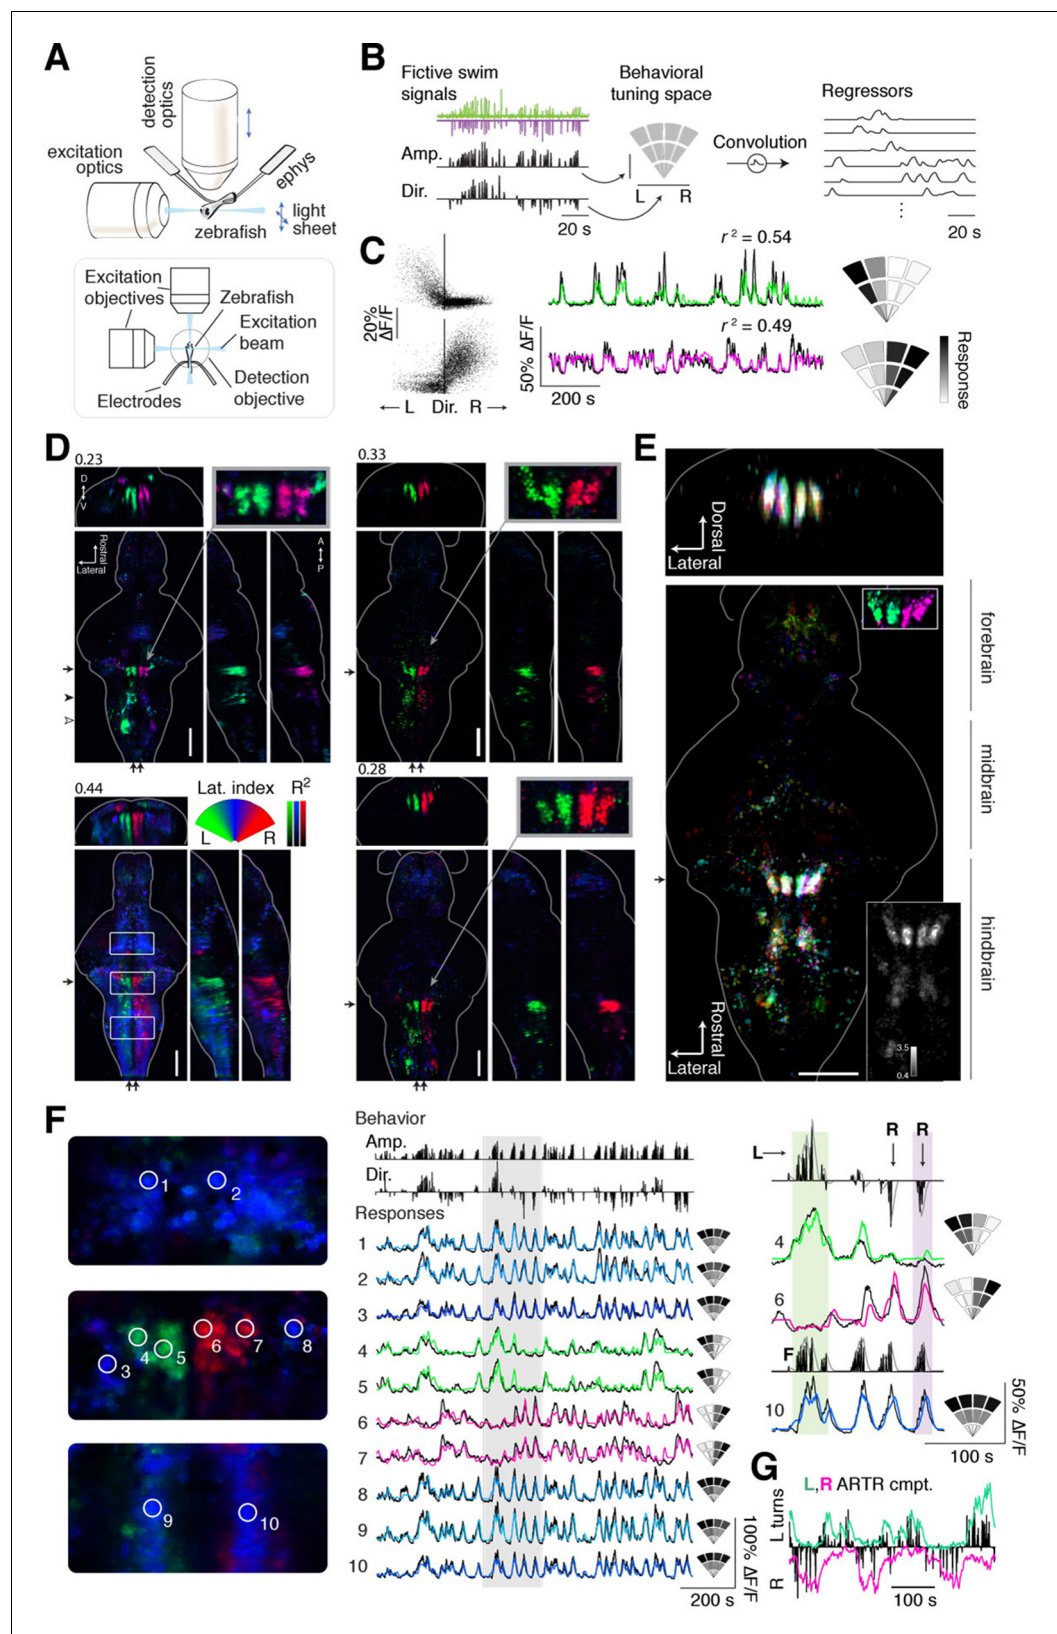 A
detection
optics
excitation
optics
ephys
light
sheet
zebrafish
Excitation
objectives
Zebrafish
Excitation
beam
Detection
objective
Electrodes
B
Fictive swim
signals
Behavioral
tuning space
Regressors
Amp.
Dir.
L R
Convolution
20 s
20 s
C
r² = 0.54
20%
ΔF/F
r² = 0.49
50% ΔF/F
200 s
← L Dir. R →
Response
D
0.23
D
V
Rostral
Lateral
A
P
0.33
0.44
Lat. index
R²
L R
0.28
E
Dorsal
Lateral
forebrain
midbrain
hindbrain
Rostral
Lateral
3.5
0.4
F
1
2
3
4
5
6
7
8
9
10
Behavior
Amp.
Dir.
Responses
1
2
3
4
5
6
7
8
9
10
100% ΔF/F
200 s
L
R
R
4
6
F
10
50% ΔF/F
100 s
G
L,R ARTR cmpt.
L turns
R
100 s